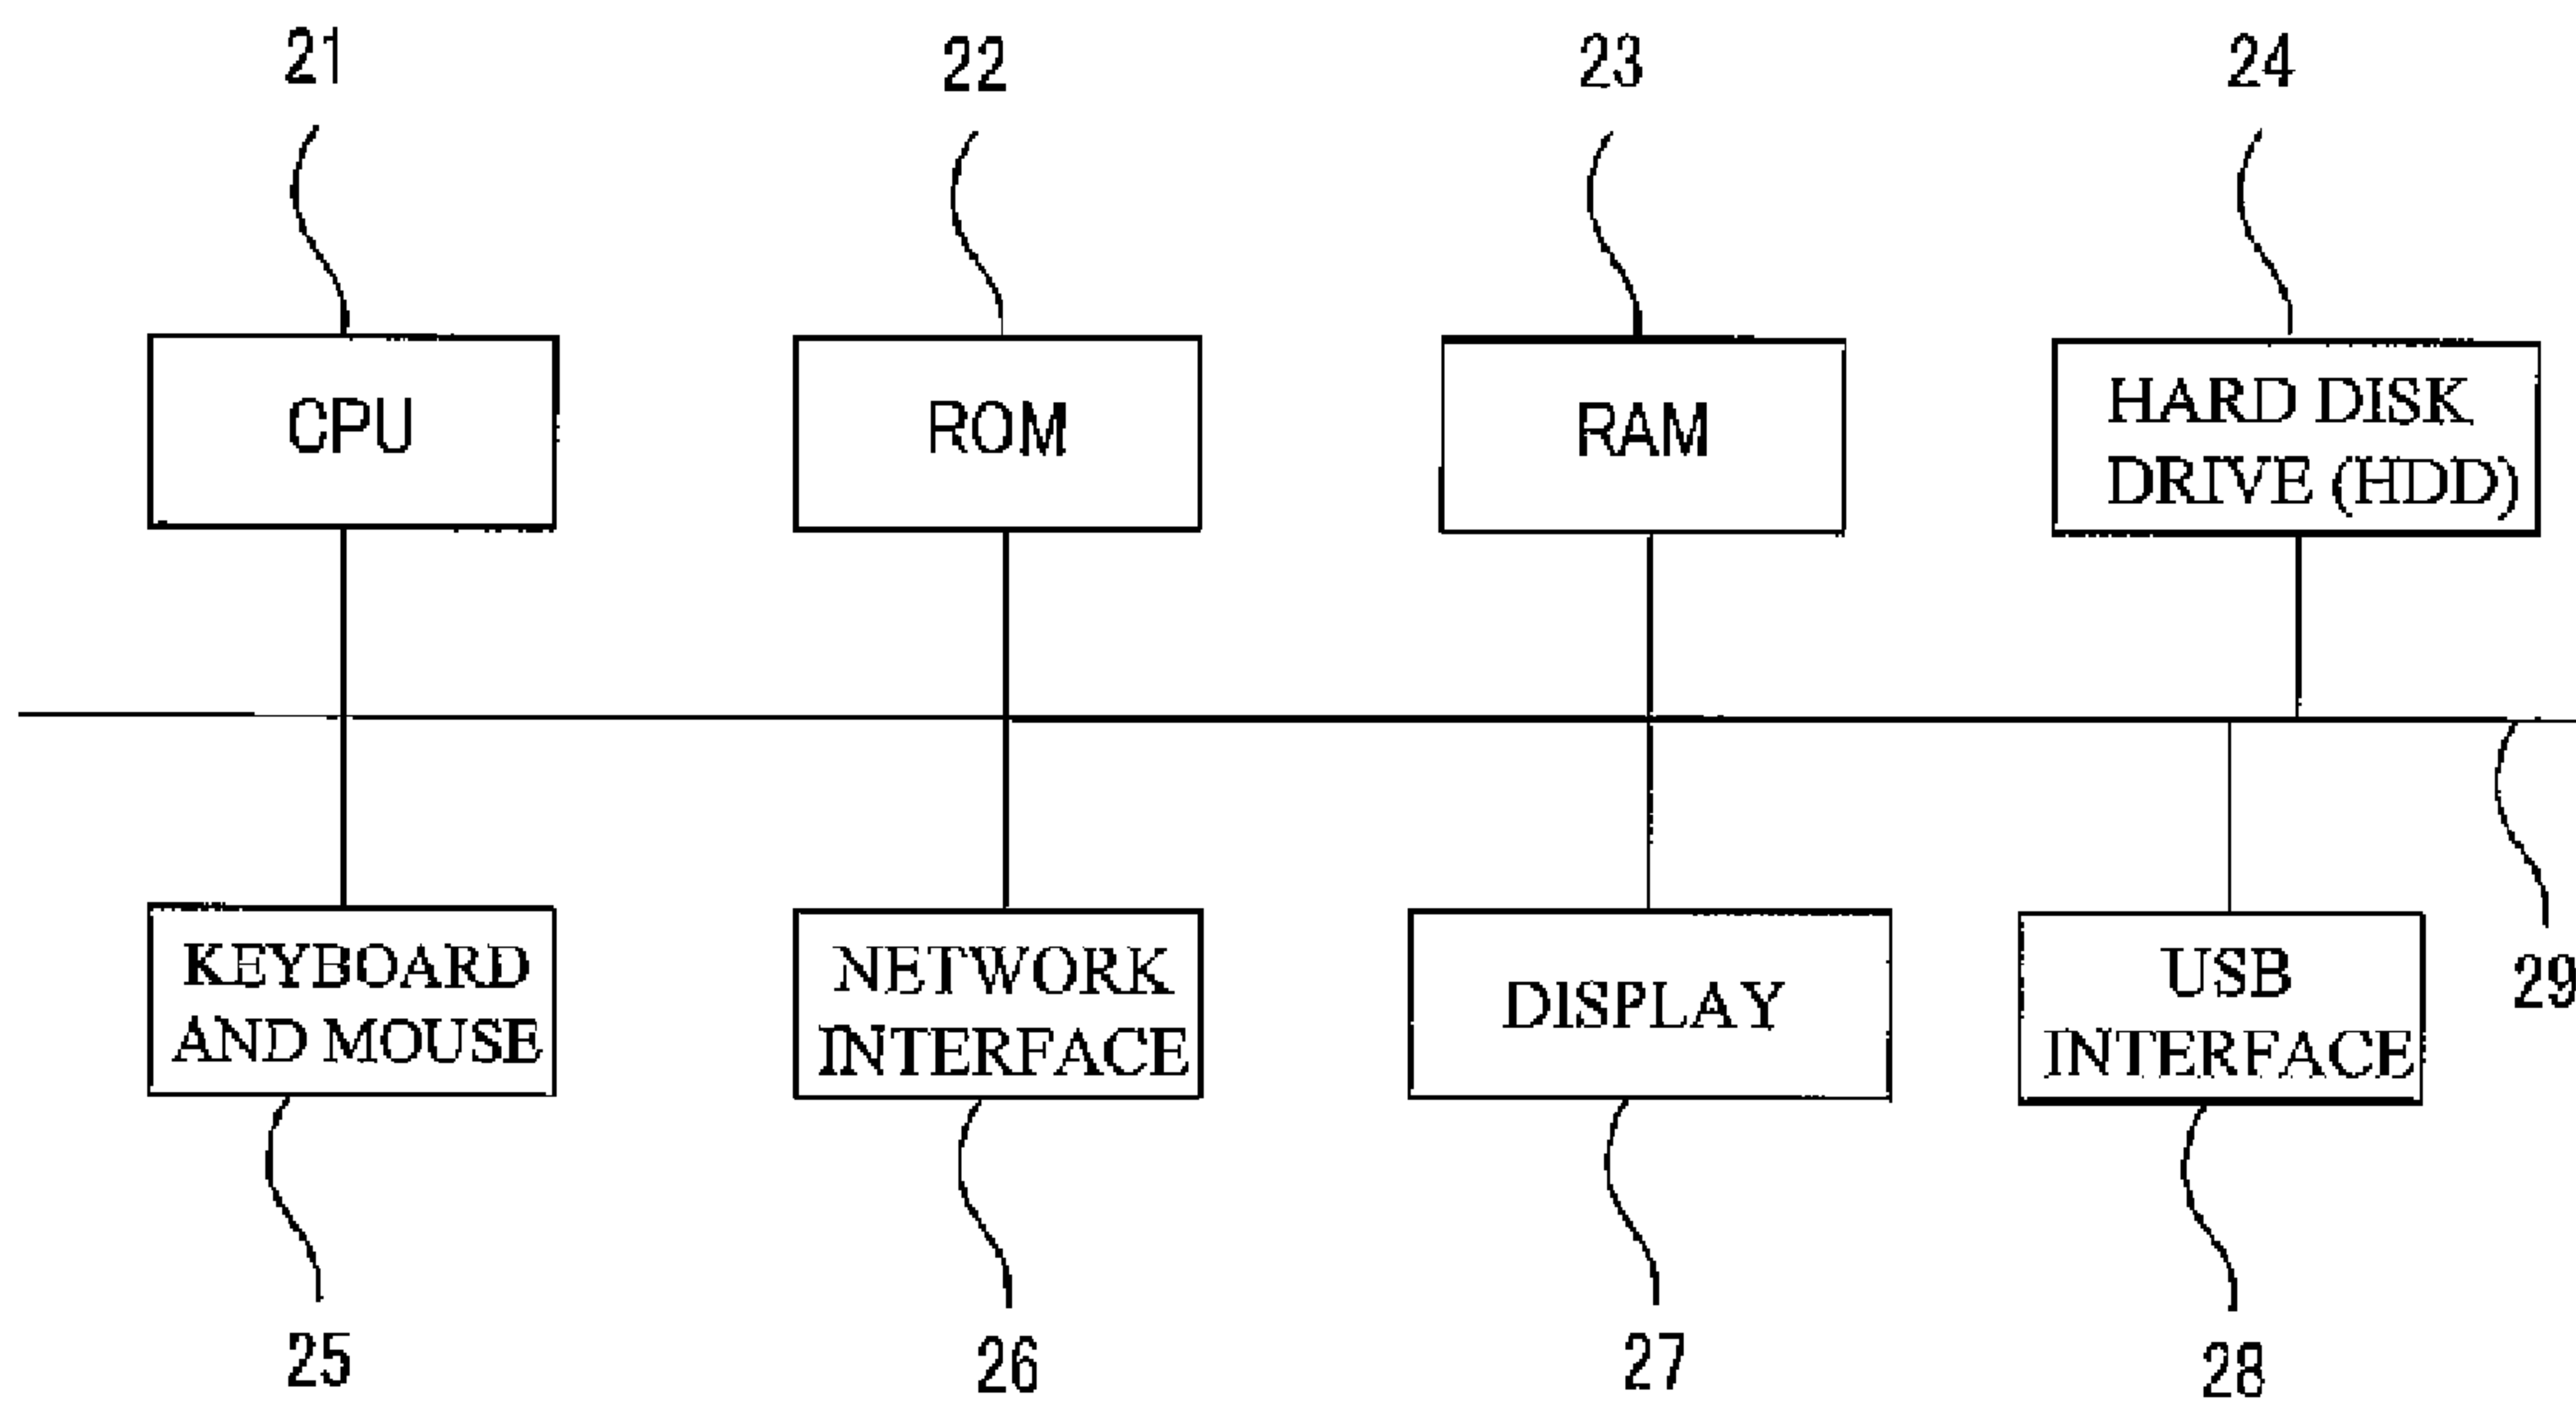 21
22
23
24
CPU
ROM
RAM
HARD DISK
DRIVE (HDD)
KEYBOARD
AND MOUSE
NETWORK
INTERFACE
DISPLAY
USB
INTERFACE
29
25
26
27
28